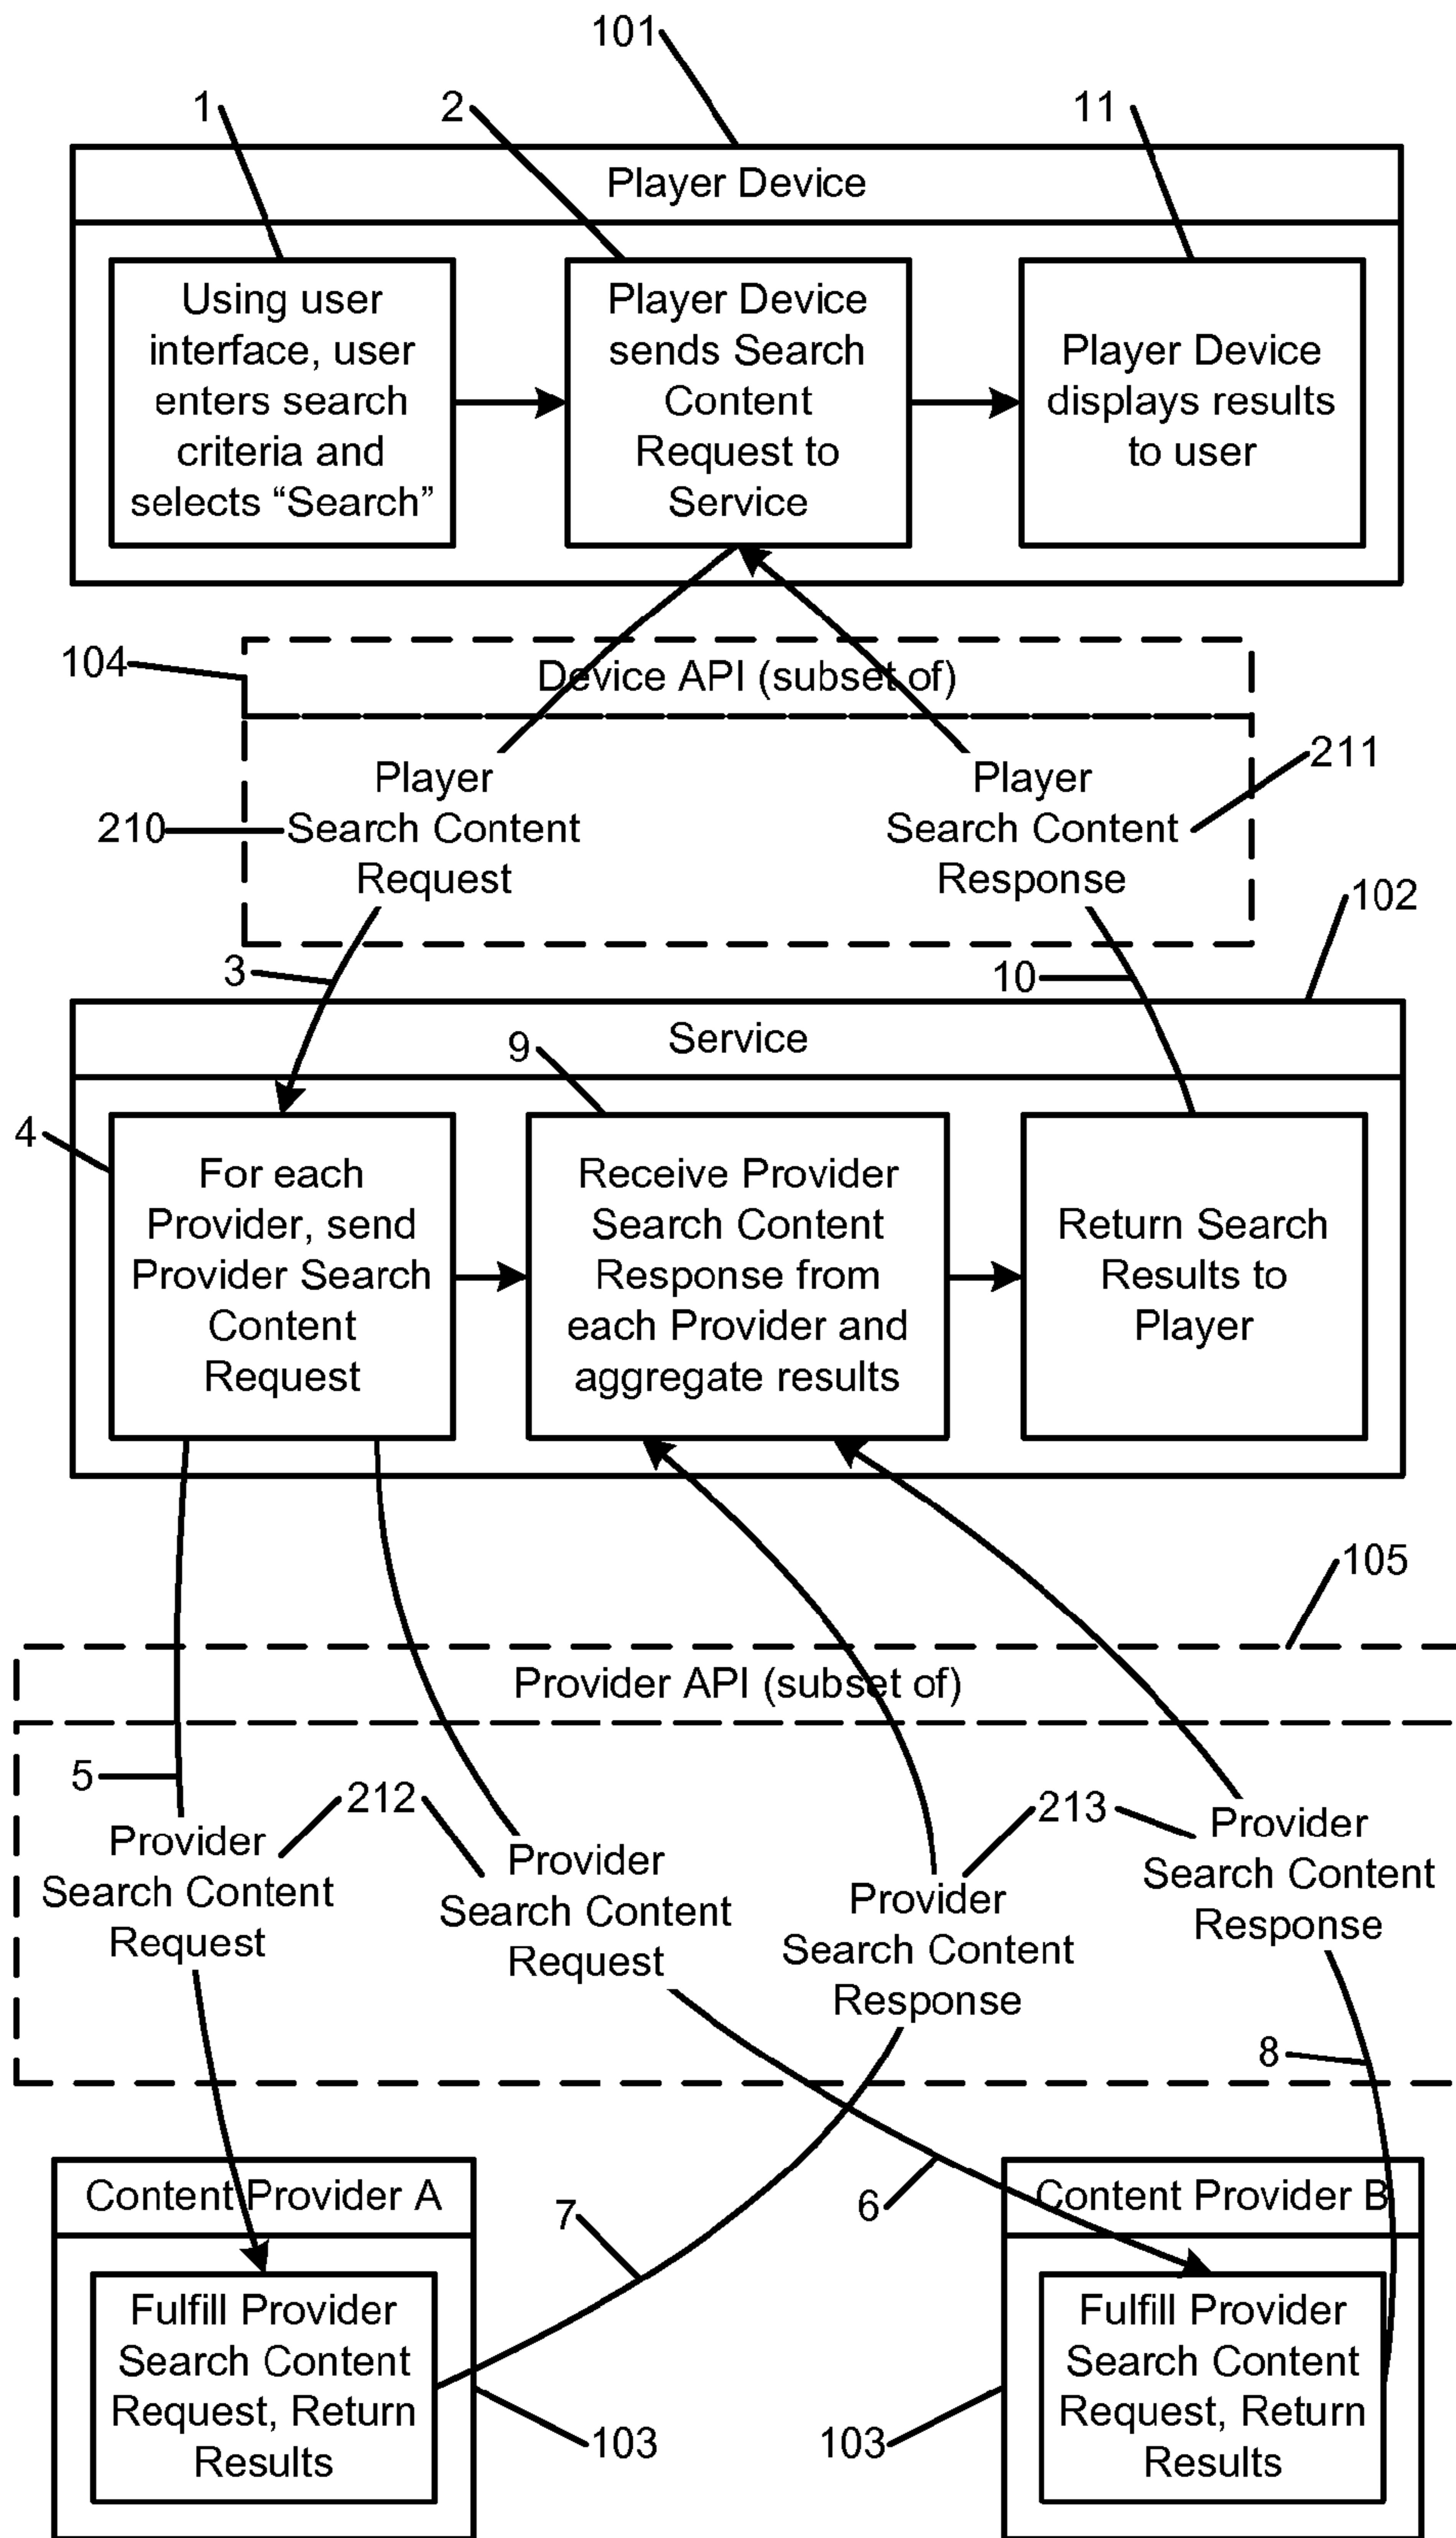 101
1
2
11
Player Device
Using user
interface, user
enters search
criteria and
selects “Search”
Player Device
sends Search
Content
Request to
Service
Player Device
displays results
to user
104
Device API (subset of)
210
Player
Search Content
Request
Player
Search Content
Response
211
102
3
10
Service
9
4
For each
Provider, send
Provider Search
Content
Request
Receive Provider
Search Content
Response from
each Provider and
aggregate results
Return Search
Results to
Player
105
Provider API (subset of)
5
212
213
Provider
Search Content
Request
Provider
Search Content
Request
Provider
Search Content
Response
Provider
Search Content
Response
8
Content Provider A
7
6
Content Provider B
Fulfill Provider
Search Content
Request, Return
Results
103
103
Fulfill Provider
Search Content
Request, Return
Results